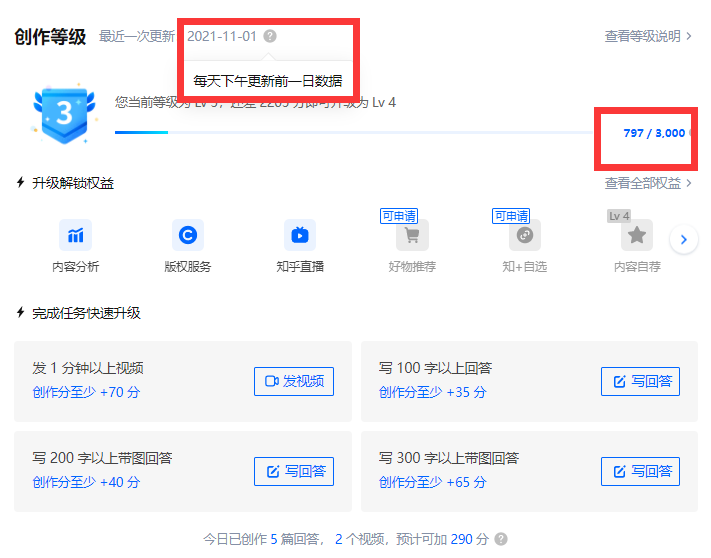 创作等级 最近一次更新 2021-11-01 ? 查看等级说明 >
每天下午更新前一日数据
3 您当前等级为 Lv 3，还差 2203 分即可升级为 Lv 4
797 / 3,000
升级解锁权益 查看全部权益 >
可申请 可申请 Lv 4
内容分析 版权服务 知乎直播 好物推荐 知+自选 内容自荐
完成任务快速升级
发 1 分钟以上视频
创作分至少 +70 分
发视频
写 100 字以上回答
创作分至少 +35 分
写回答
写 200 字以上带图回答
创作分至少 +40 分
写回答
写 300 字以上带图回答
创作分至少 +65 分
写回答
今日已创作 5 篇回答， 2 个视频，预计可加 290 分 ?